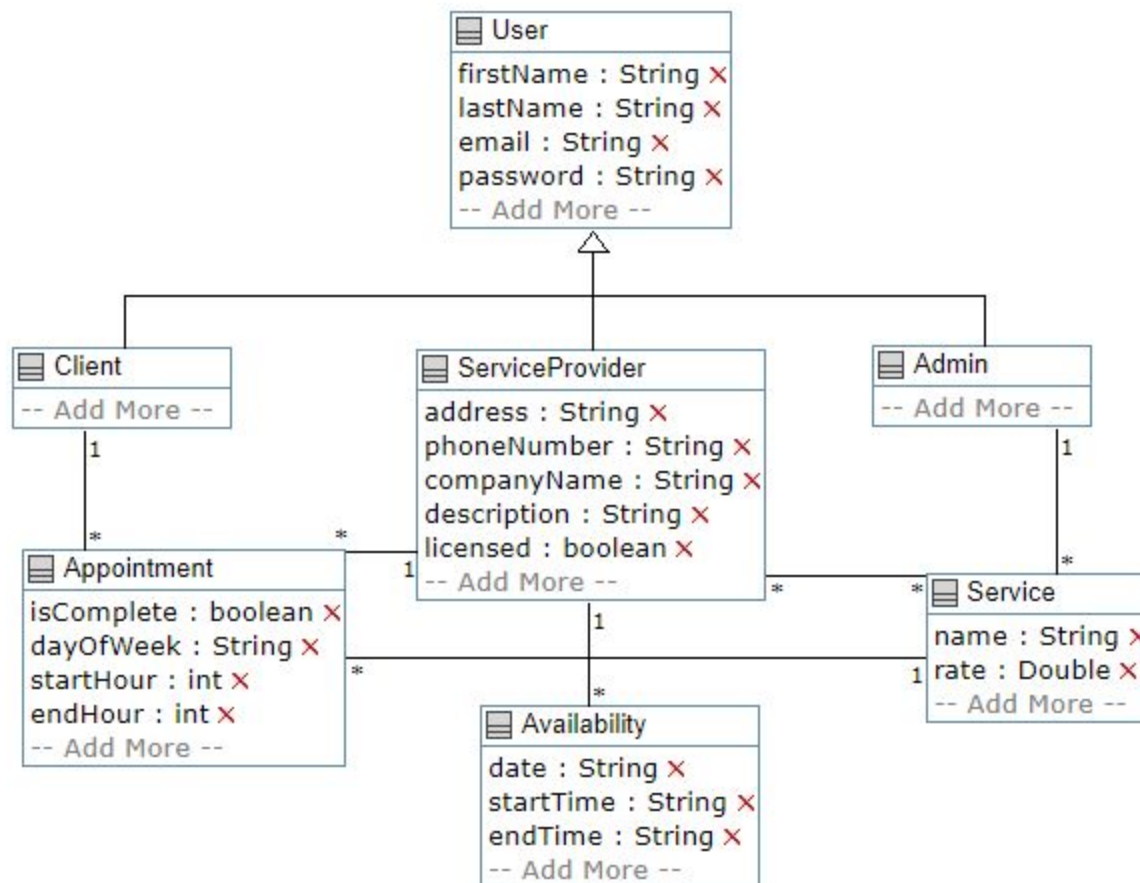 User
firstName : String
lastName : String
email : String
password : String
-- Add More --
Client
-- Add More --
ServiceProvider
address : String
phoneNumber : String
companyName : String
description : String
licensed : boolean
-- Add More --
Admin
-- Add More --
1
1
*
*
1
*
*
*
Appointment
isComplete : boolean
dayOfWeek : String
startHour : int
endHour : int
-- Add More --
Service
name : String
rate : Double
-- Add More --
1
*
1
*
Availability
date : String
startTime : String
endTime : String
-- Add More --